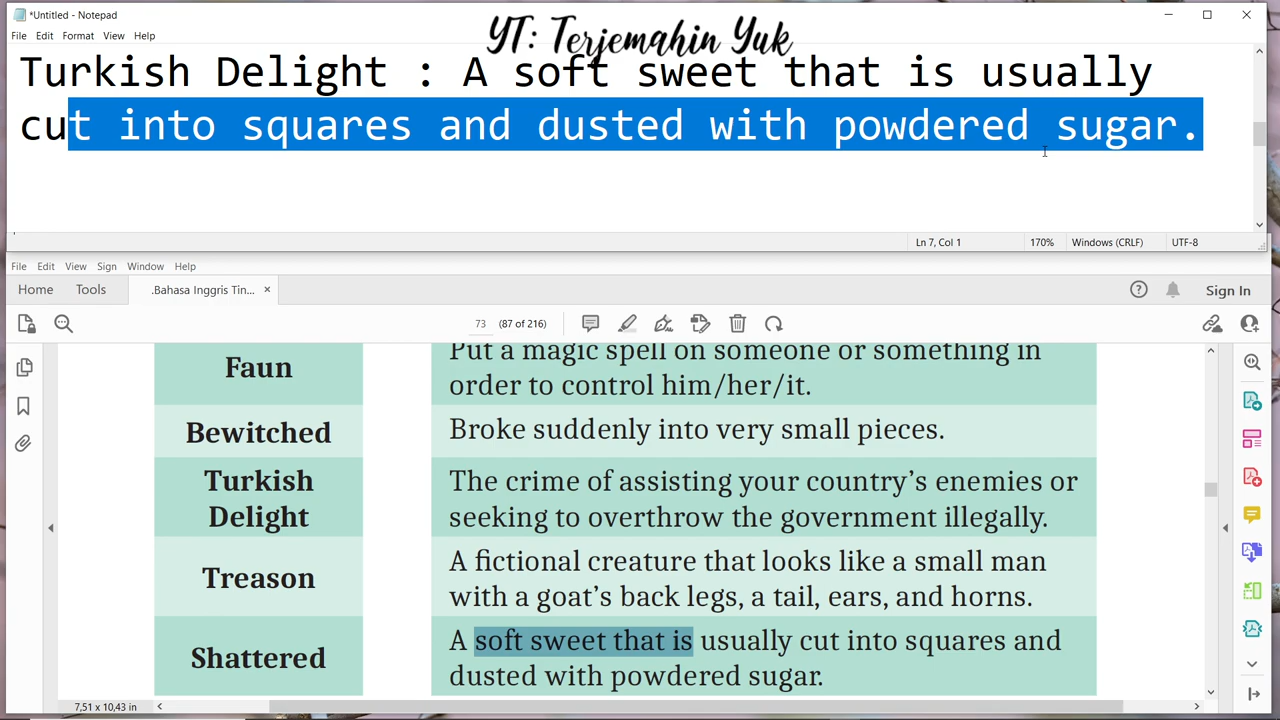 *Untitled - Notepad
File Edit Format View Help
YT: Terjemahin Yuk
Turkish Delight : A soft sweet that is usually
cut into squares and dusted with powdered sugar.
Ln 7, Col 1 170% Windows (CRLF) UTF-8
File Edit View Sign Window Help
Home Tools .Bahasa Inggris Tin... × Sign In
73 (87 of 216)
Faun
Put a magic spell on someone or something in
order to control him/her/it.
Bewitched
Broke suddenly into very small pieces.
Turkish
Delight
The crime of assisting your country’s enemies or
seeking to overthrow the government illegally.
Treason
A fictional creature that looks like a small man
with a goat’s back legs, a tail, ears, and horns.
Shattered
A soft sweet that is usually cut into squares and
dusted with powdered sugar.
7,51 x 10,43 in